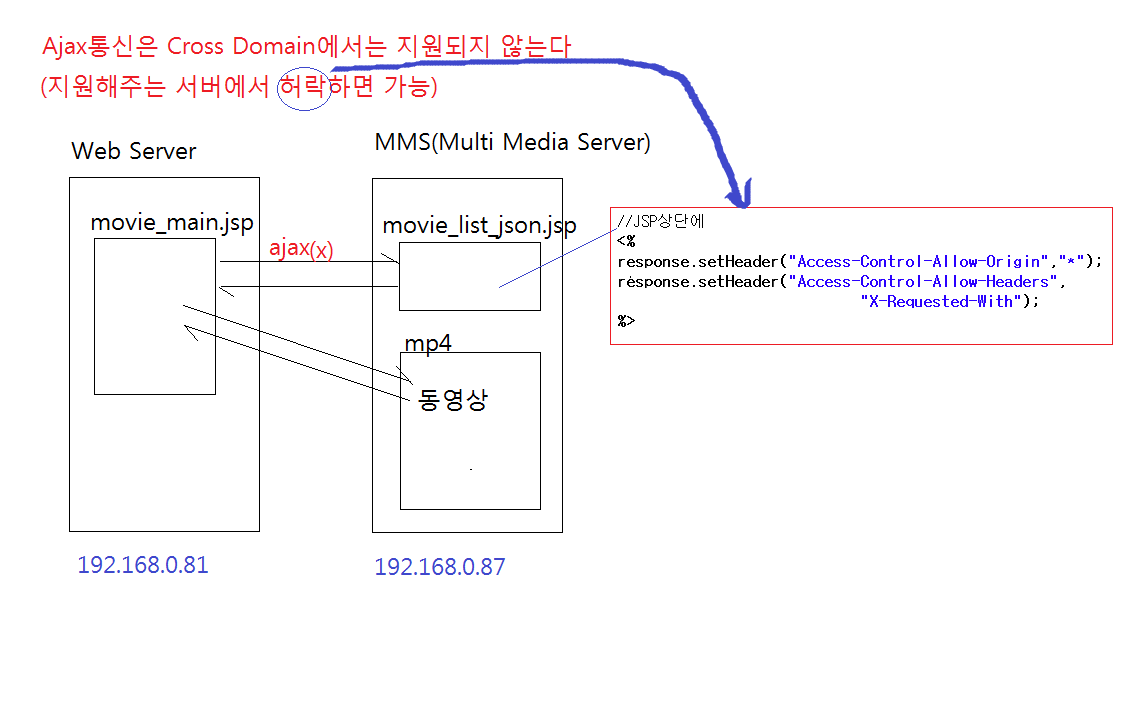 Ajax통신은 Cross Domain에서는 지원되지 않는다
(지원해주는 서버에서 허락하면 가능)
Web Server
MMS(Multi Media Server)
movie_main.jsp
movie_list_json.jsp
ajax(x)
//JSP상단에
<%
response.setHeader("Access-Control-Allow-Origin","*");
response.setHeader("Access-Control-Allow-Headers",
"X-Requested-With");
%>
mp4
동영상
192.168.0.81
192.168.0.87